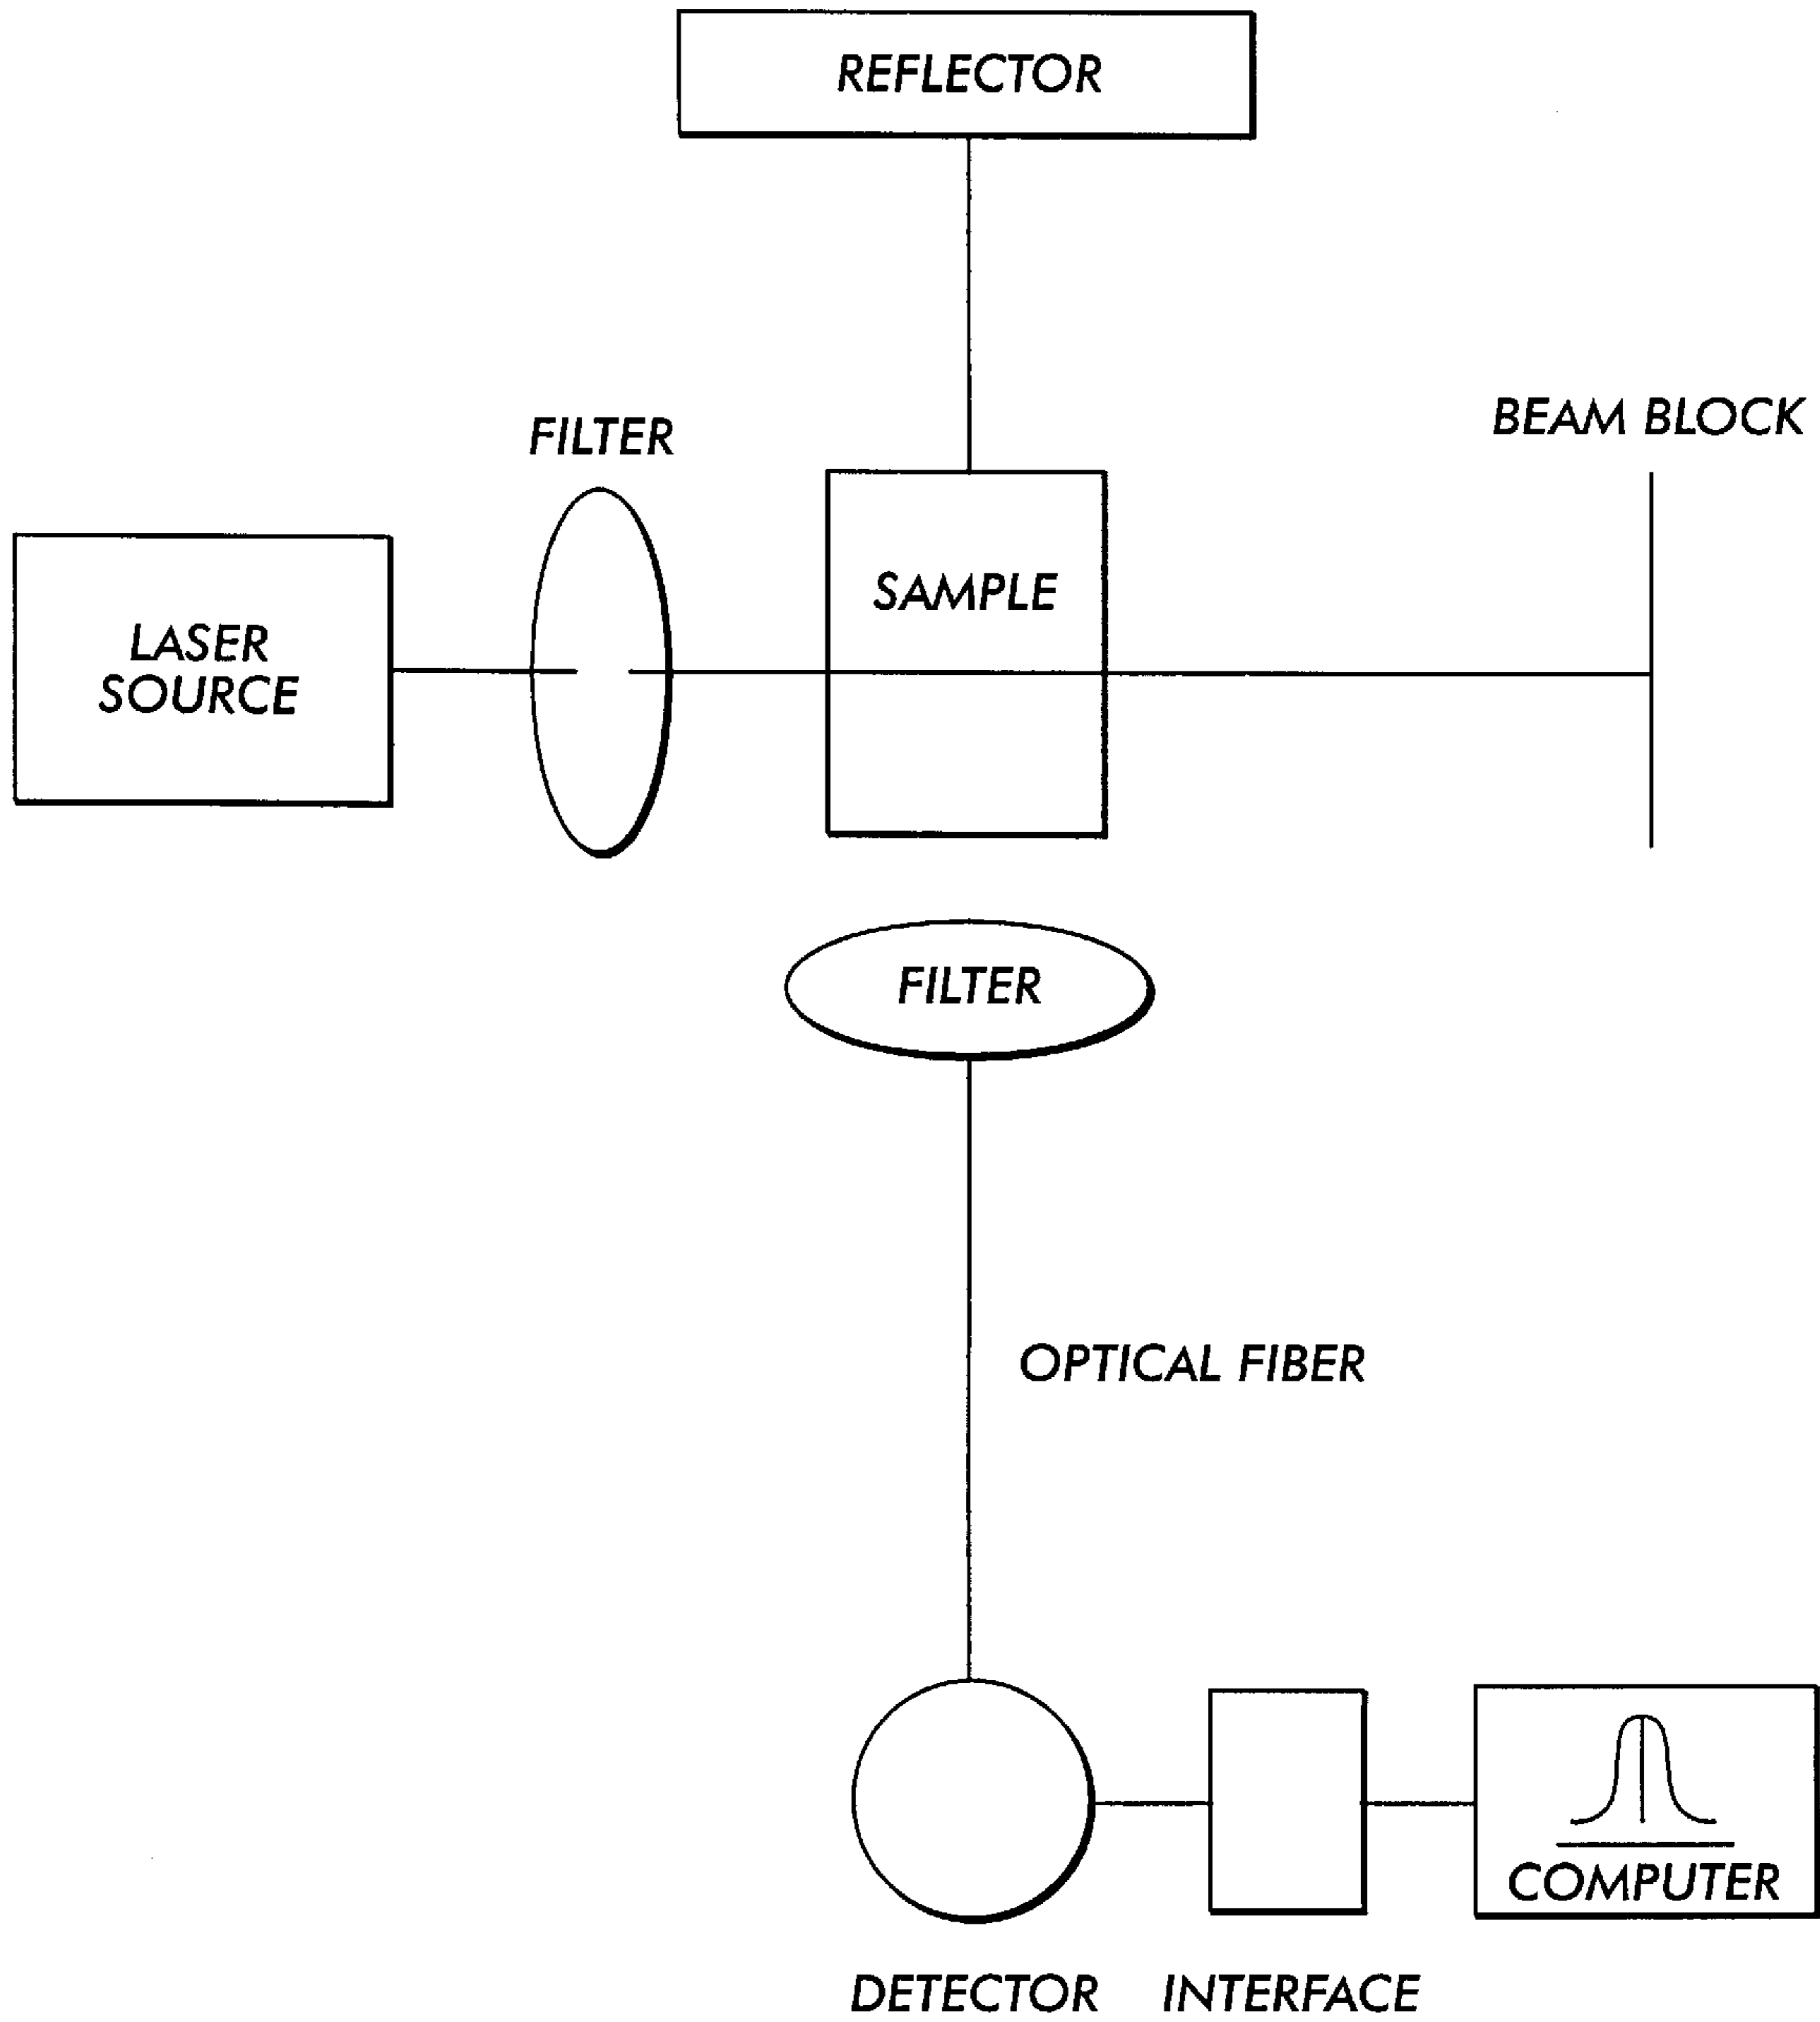 REFLECTOR
FILTER
BEAM BLOCK
LASER
SOURCE
SAMPLE
FILTER
OPTICAL FIBER
COMPUTER
DETECTOR
INTERFACE